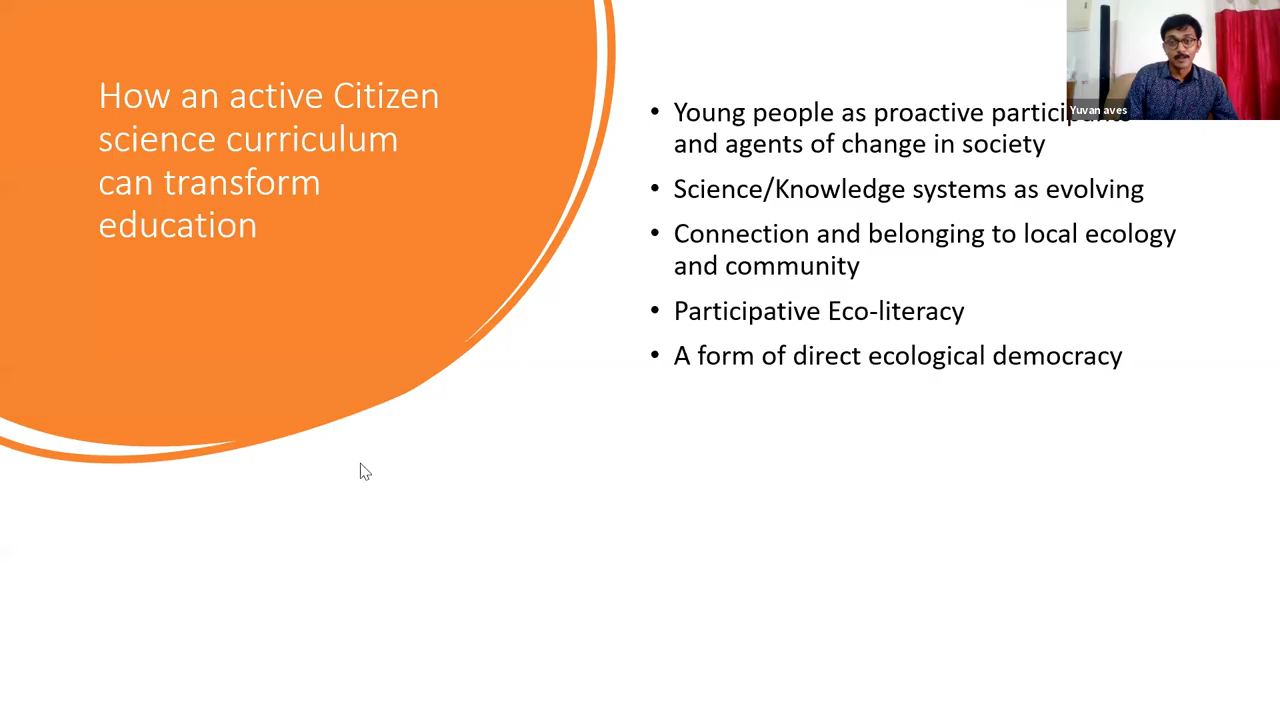 How an active Citizen
science curriculum
can transform
education
• Young people as proactive participants
and agents of change in society
• Science/Knowledge systems as evolving
• Connection and belonging to local ecology
and community
• Participative Eco-literacy
• A form of direct ecological democracy
Yuvan aves